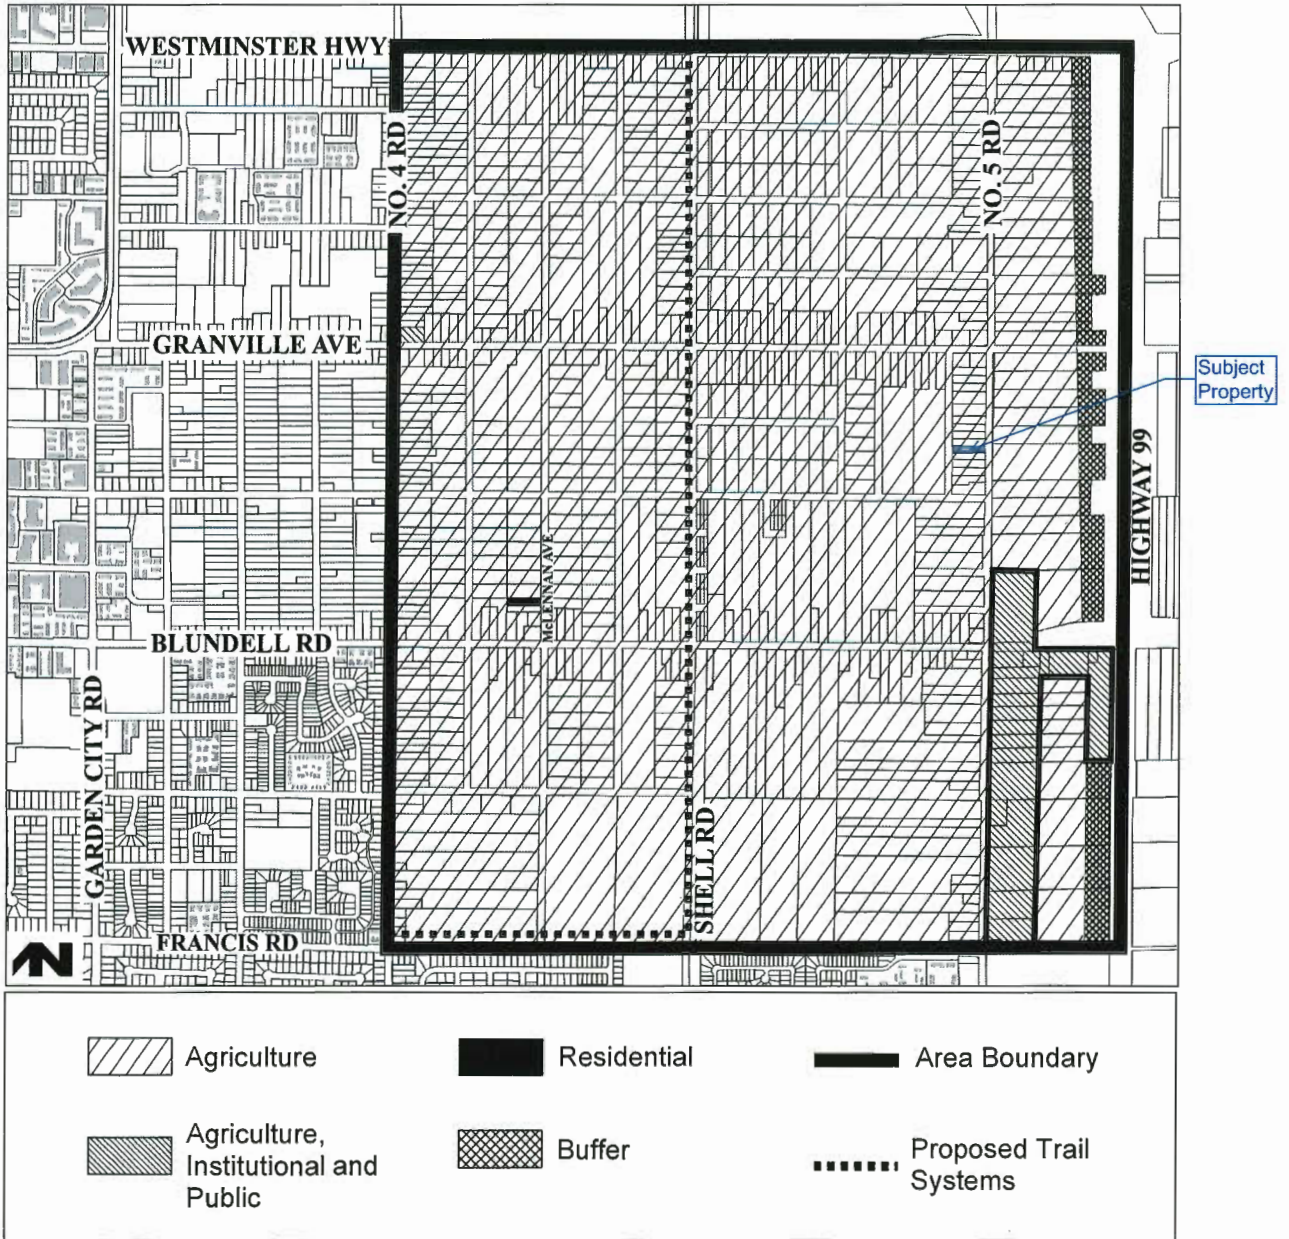 WESTMINSTER HWY
NO. 4 RD
NO. 5 RD
GRANVILLE AVE
Subject
Property
HIGHWAY 99
McLENNAN AVE
BLUNDELL RD
GARDEN CITY RD
SHELL RD
FRANCIS RD
N
Agriculture
Residential
Area Boundary
Agriculture,
Institutional and
Public
Buffer
Proposed Trail
Systems